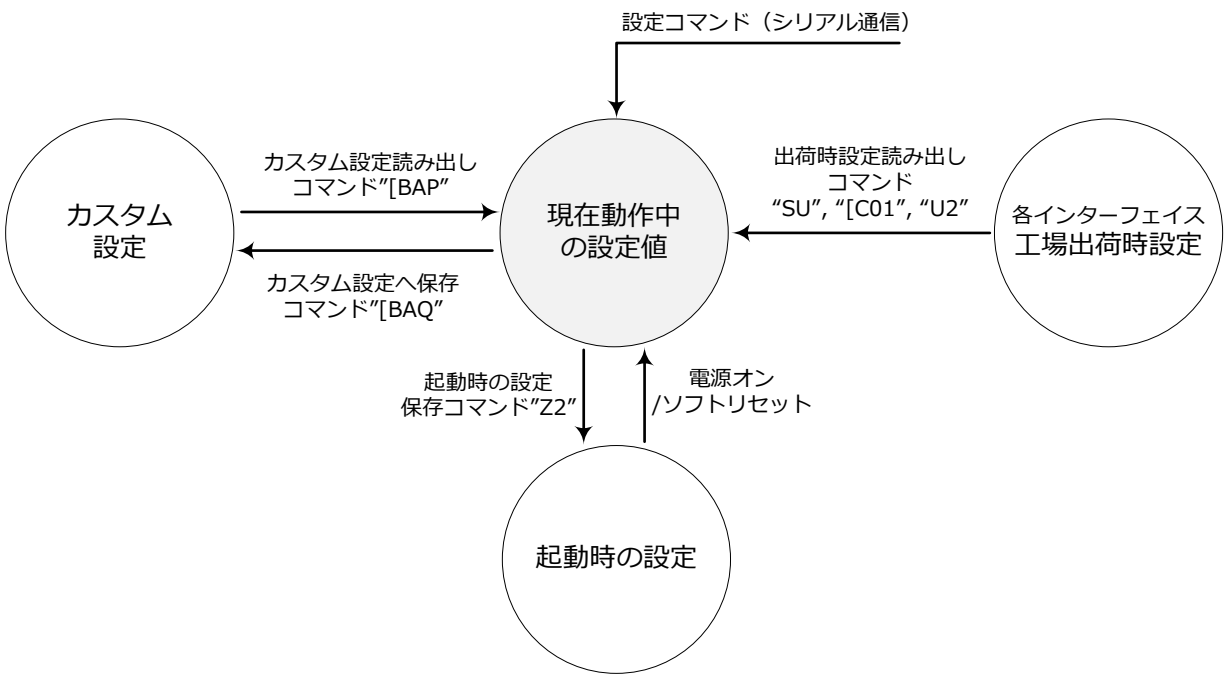 設定コマンド（シリアル通信）
カスタム設定読み出し
コマンド”[BAP”
カスタム
設定
カスタム設定へ保存
コマンド”[BAQ”
現在動作中
の設定値
出荷時設定読み出し
コマンド
“SU”, “[C01”, “U2”
各インターフェイス
工場出荷時設定
起動時の設定
保存コマンド”Z2”
電源オン
/ソフトリセット
起動時の設定